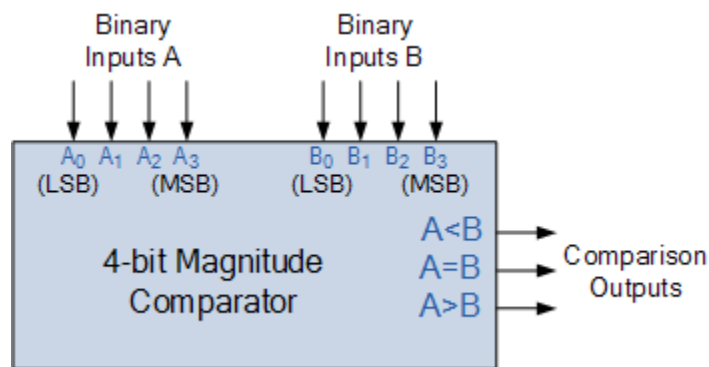 Binary
Inputs A
Binary
Inputs B
A₀ A₁ A₂ A₃
B₀ B₁ B₂ B₃
(LSB) (MSB)
(LSB) (MSB)
A<B
A=B
A>B
4-bit Magnitude
Comparator
Comparison
Outputs